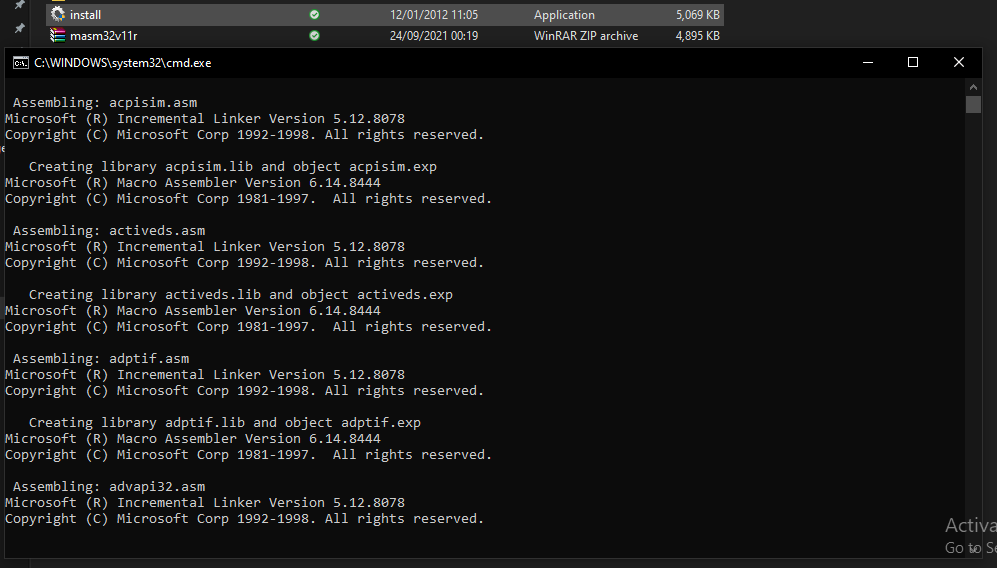 install 12/01/2012 11:05 Application 5,069 KB
masm32v11r 24/09/2021 00:19 WinRAR ZIP archive 4,895 KB
C:\WINDOWS\system32\cmd.exe
Assembling: acpisim.asm
Microsoft (R) Incremental Linker Version 5.12.8078
Copyright (C) Microsoft Corp 1992-1998. All rights reserved.
Creating library acpisim.lib and object acpisim.exp
Microsoft (R) Macro Assembler Version 6.14.8444
Copyright (C) Microsoft Corp 1981-1997.  All rights reserved.
Assembling: activeds.asm
Microsoft (R) Incremental Linker Version 5.12.8078
Copyright (C) Microsoft Corp 1992-1998. All rights reserved.
Creating library activeds.lib and object activeds.exp
Microsoft (R) Macro Assembler Version 6.14.8444
Copyright (C) Microsoft Corp 1981-1997.  All rights reserved.
Assembling: adptif.asm
Microsoft (R) Incremental Linker Version 5.12.8078
Copyright (C) Microsoft Corp 1992-1998. All rights reserved.
Creating library adptif.lib and object adptif.exp
Microsoft (R) Macro Assembler Version 6.14.8444
Copyright (C) Microsoft Corp 1981-1997.  All rights reserved.
Assembling: advapi32.asm
Microsoft (R) Incremental Linker Version 5.12.8078
Copyright (C) Microsoft Corp 1992-1998. All rights reserved.
Activa
Go to Se